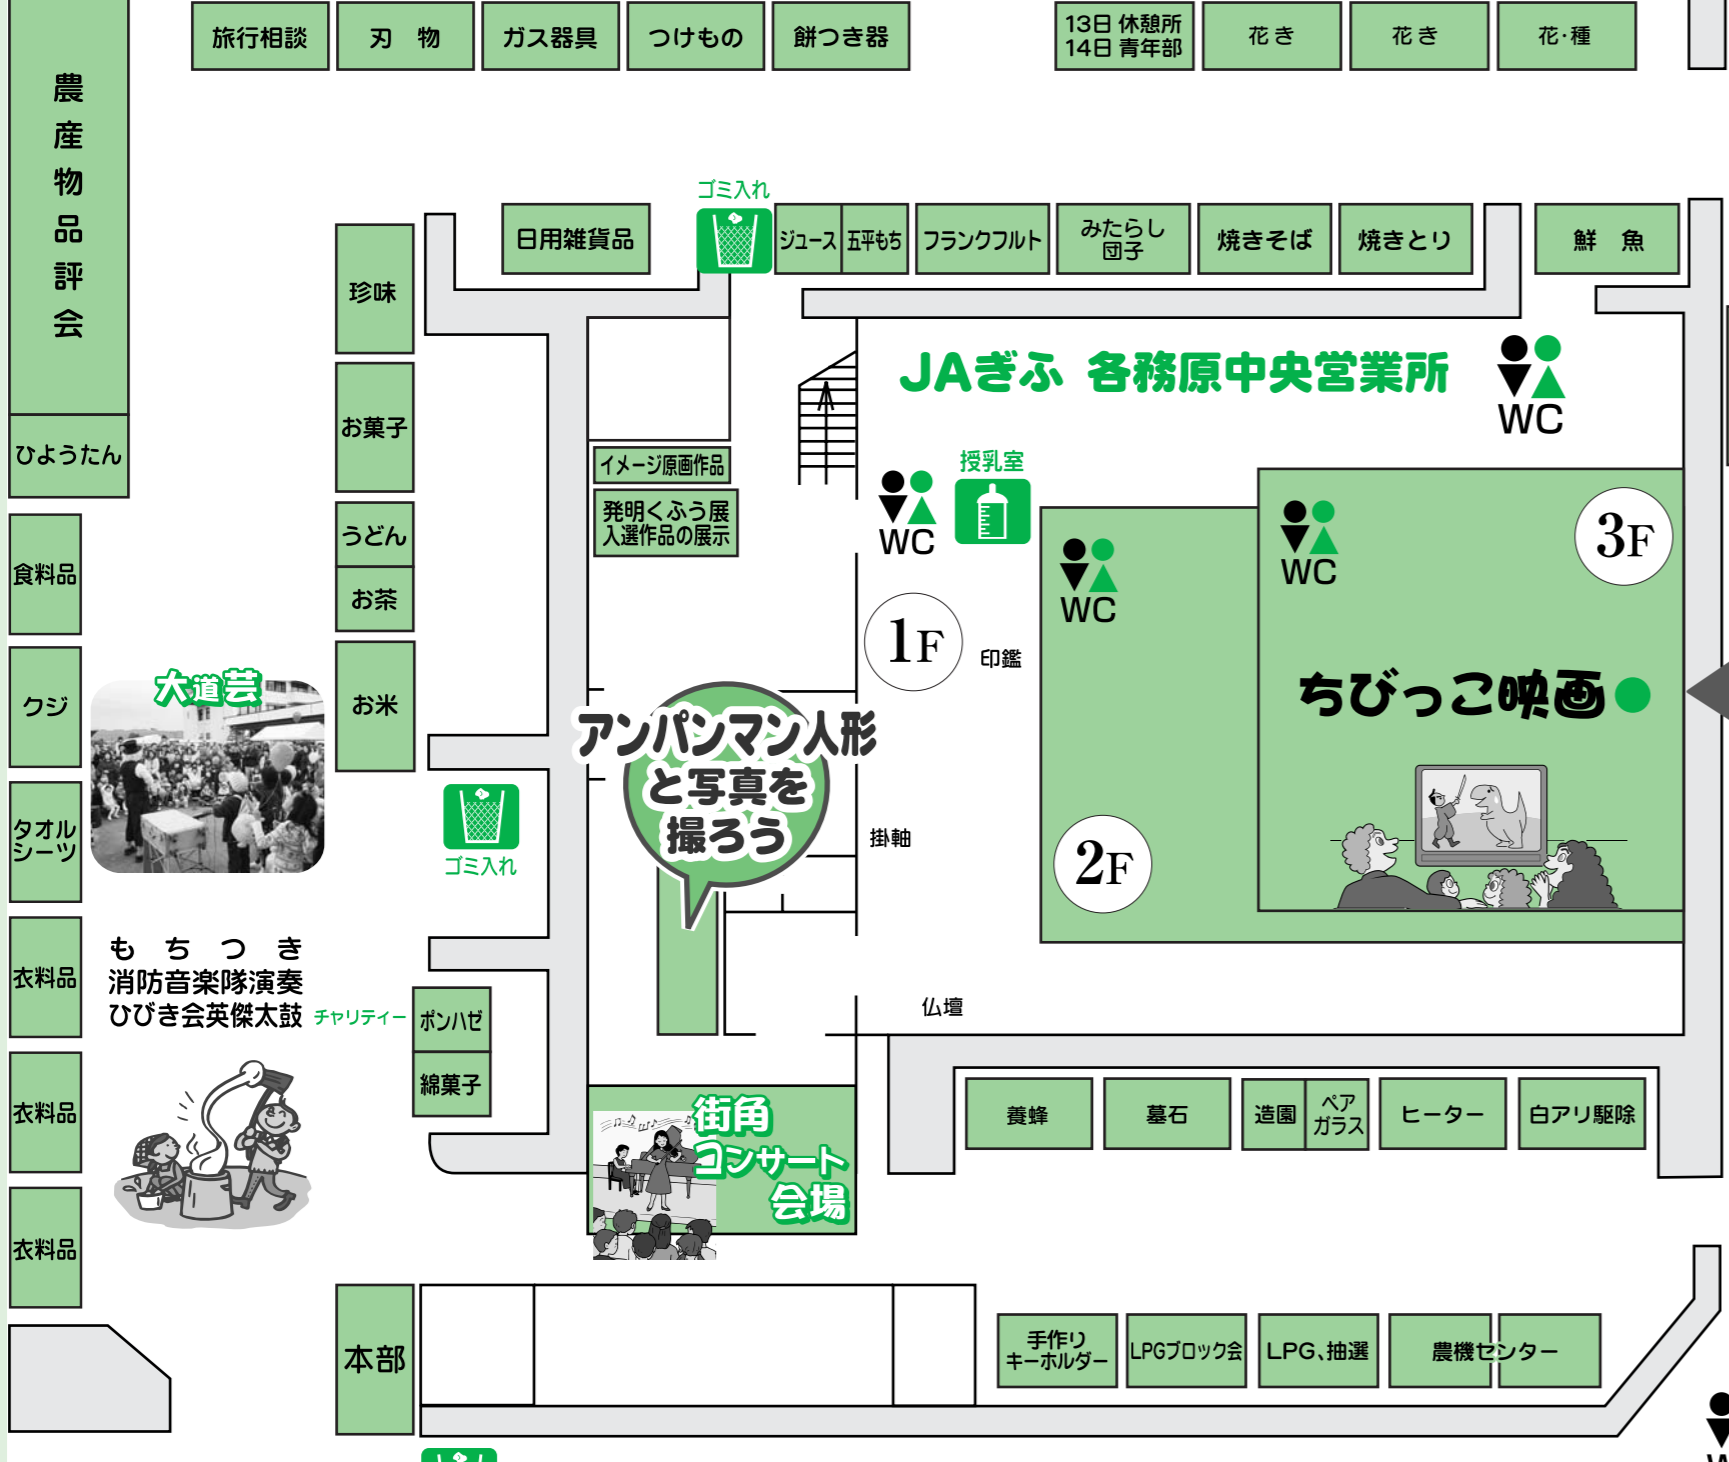 旅行相談
刃 物
ガス器具
つけもの
餅つき器
13日 休憩所
14日 青年部
花き
花き
花・種
農産物品評会
ゴミ入れ
日用雑貨品
ジュース
五平もち
フランクフルト
みたらし
団子
焼きそば
焼きとり
鮮 魚
珍味
JAぎふ 各務原中央営業所
WC
お菓子
ひようたん
イメージ原画作品
発明くふう展
入選作品の展示
授乳室
WC
WC
WC
3F
うどん
お茶
食料品
1F
印鑑
クジ
大道芸
お米
アンパンマン人形
と写真を
撮ろう
ちびっこ映画
タオル
シーツ
ゴミ入れ
掛軸
2F
衣料品
もちつき
消防音楽隊演奏
ひびき会英傑太鼓
チャリティー
ポンハゼ
綿菓子
仏壇
衣料品
街角
コンサート
会場
養蜂
墓石
造園
ペア
ガラス
ヒーター
白アリ駆除
衣料品
本部
手作り
キーホルダー
LPGブロック会
LPG、抽選
農機センター